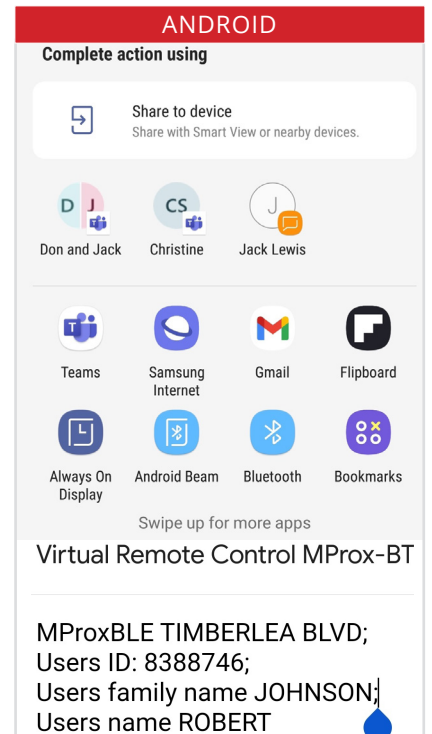 ANDROID
Complete action using
Share to device
Share with Smart View or nearby devices.
D J CS J
Don and Jack Christine Jack Lewis
Teams Samsung Internet Gmail Flipboard
Always On Display Android Beam Bluetooth Bookmarks
Swipe up for more apps
Virtual Remote Control MProx-BT
MProxBLE TIMBERLEA BLVD;
Users ID: 8388746;
Users family name JOHNSON;
Users name ROBERT